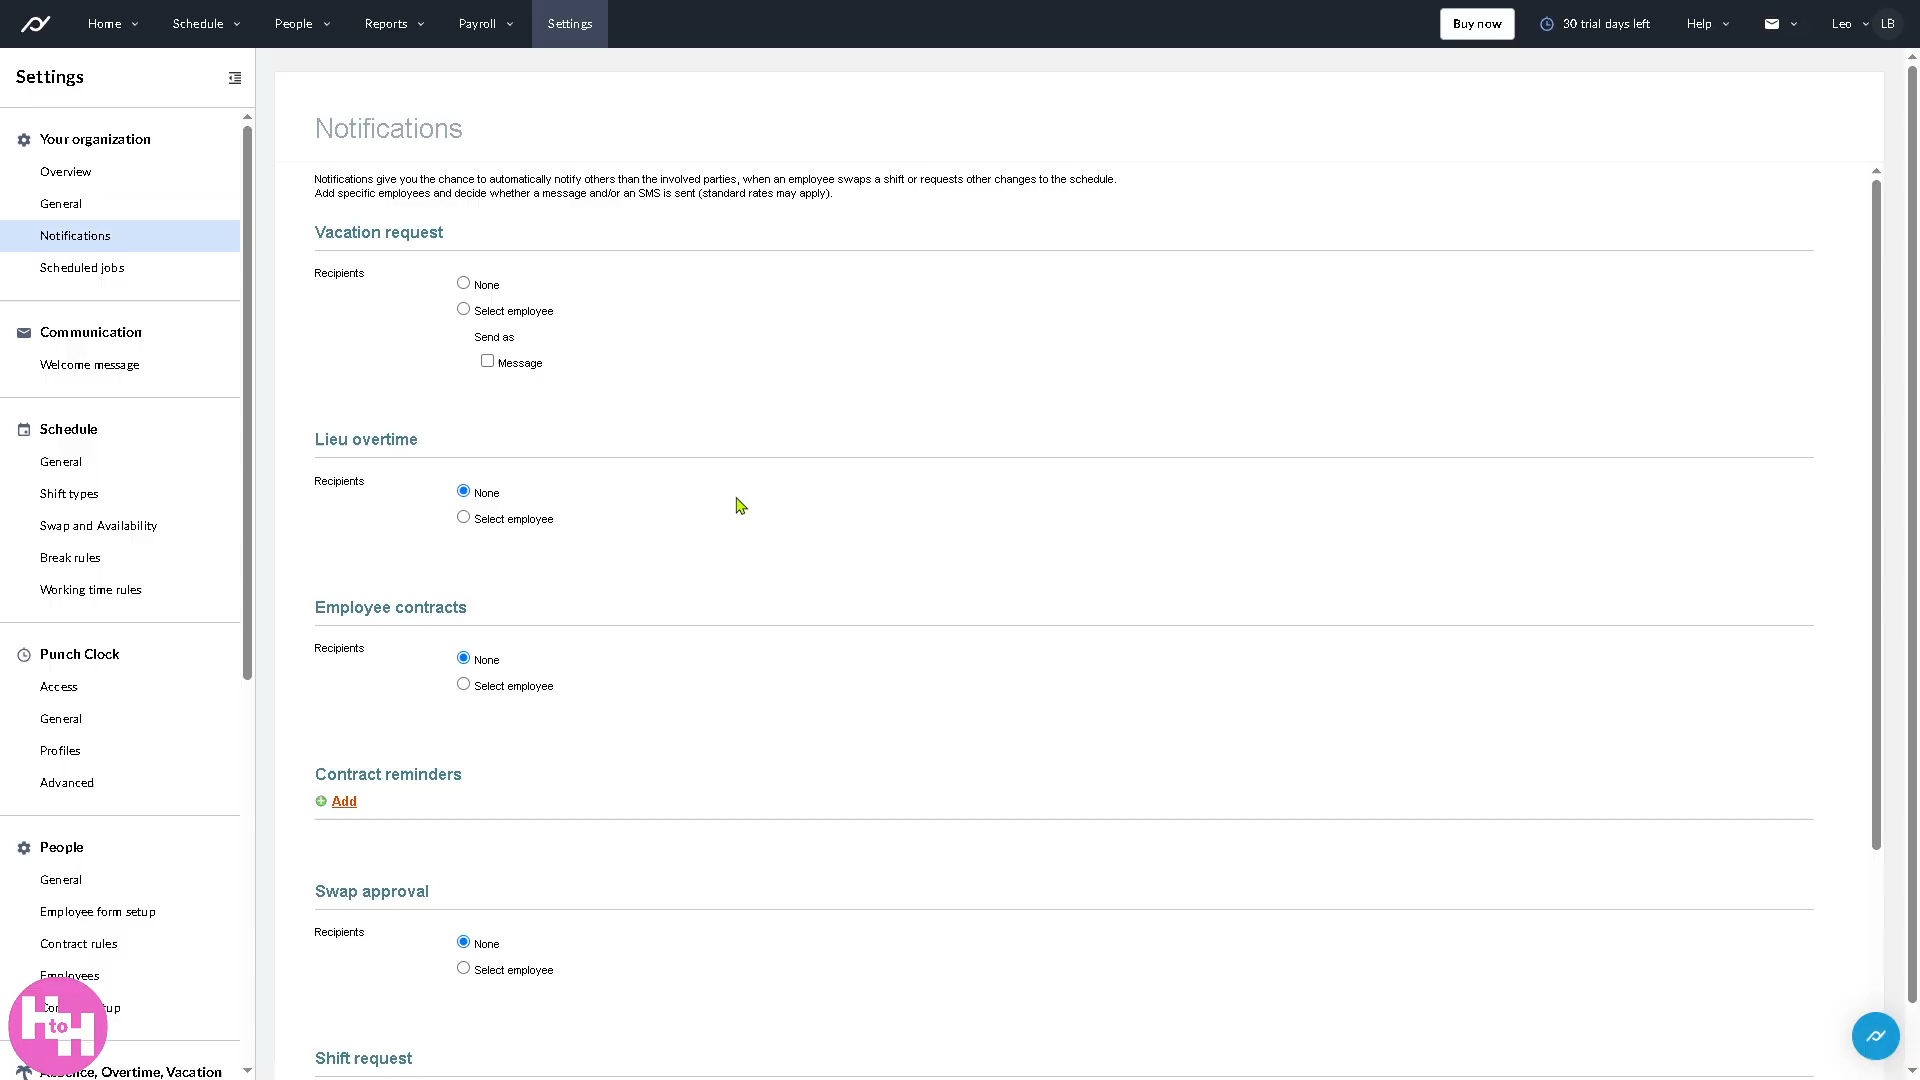 Home
Schedule
People
Reports
Payroll
Settings
Buy now
30 trial days left
Help
Leo
LB
Settings
Your organization
Overview
General
Notifications
Scheduled jobs
Communication
Welcome message
Schedule
General
Shift types
Swap and Availability
Break rules
Working time rules
Punch Clock
Access
General
Profiles
Advanced
People
General
Employee form setup
Contract rules
Employees
H to H
Notifications
Notifications give you the chance to automatically notify others than the involved parties, when an employee swaps a shift or requests other changes to the schedule.
Add specific employees and decide whether a message and/or an SMS is sent (standard rates may apply).
Vacation request
Recipients
None
Select employee
Send as
Message
Lieu overtime
Recipients
None
Select employee
Employee contracts
Recipients
None
Select employee
Contract reminders
Add
Swap approval
Recipients
None
Select employee
Shift request
Overtime, Vacation